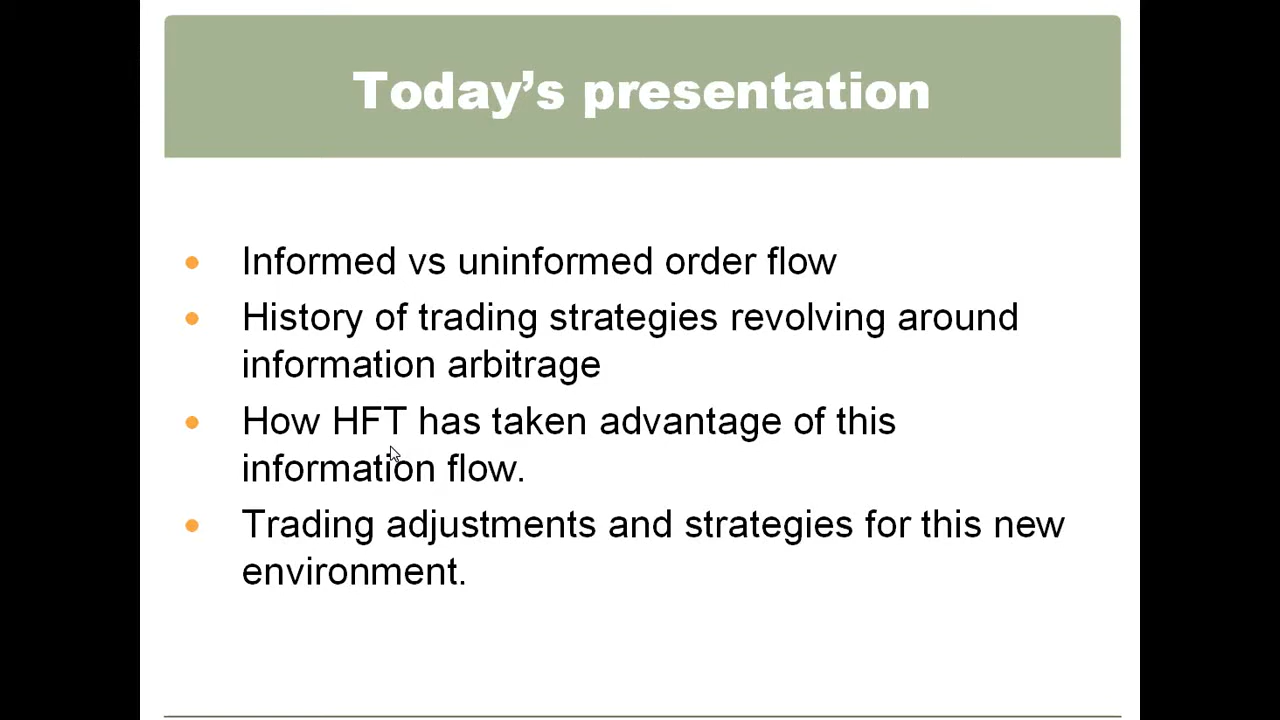 Today’s presentation
Informed vs uninformed order flow
History of trading strategies revolving around
information arbitrage
How HFT has taken advantage of this
information flow.
Trading adjustments and strategies for this new
environment.